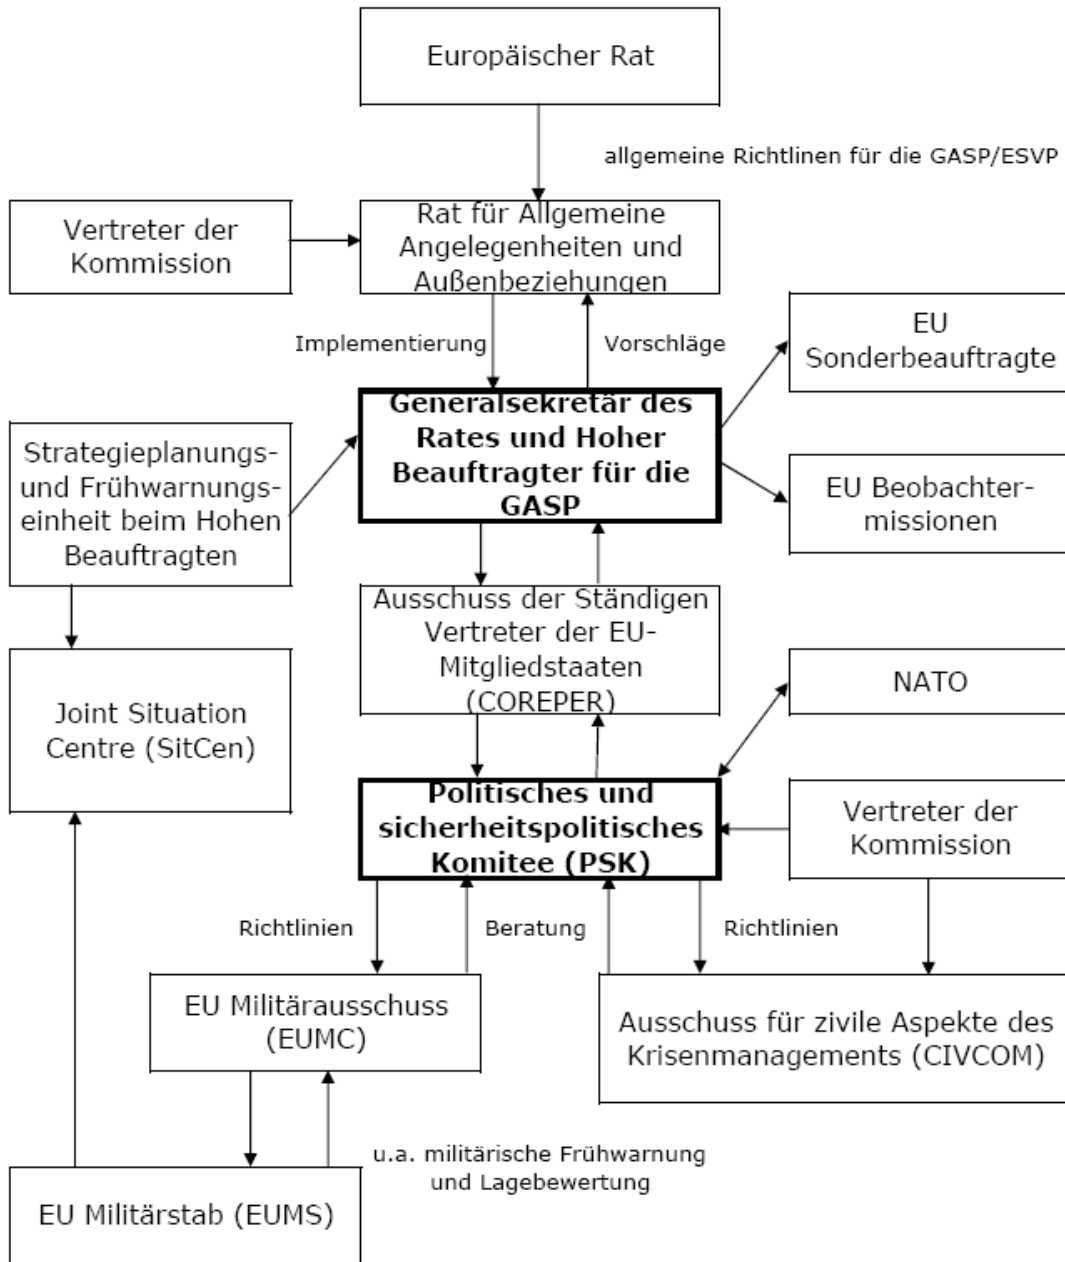 Europäischer Rat
allgemeine Richtlinen für die GASP/ESVP
Vertreter der
Kommission
Rat für Allgemeine
Angelegenheiten und
Außenbeziehungen
Implementierung
Vorschläge
EU
Sonderbeauftragte
Generalsekretär des
Rates und Hoher
Beauftragter für die
GASP
Strategieplanungs-
und Frühwarnungs-
einheit beim Hohen
Beauftragten
EU Beobachter-
missionen
Ausschuss der Ständigen
Vertreter der EU-
Mitgliedstaaten
(COREPER)
NATO
Joint Situation
Centre (SitCen)
Politisches und
sicherheitspolitisches
Komitee (PSK)
Vertreter der
Kommission
Richtlinien
Beratung
Richtlinien
EU Militärausschuss
(EUMC)
Ausschuss für zivile Aspekte des
Krisenmanagements (CIVCOM)
u.a. militärische Frühwarnung
und Lagebewertung
EU Militärstab (EUMS)